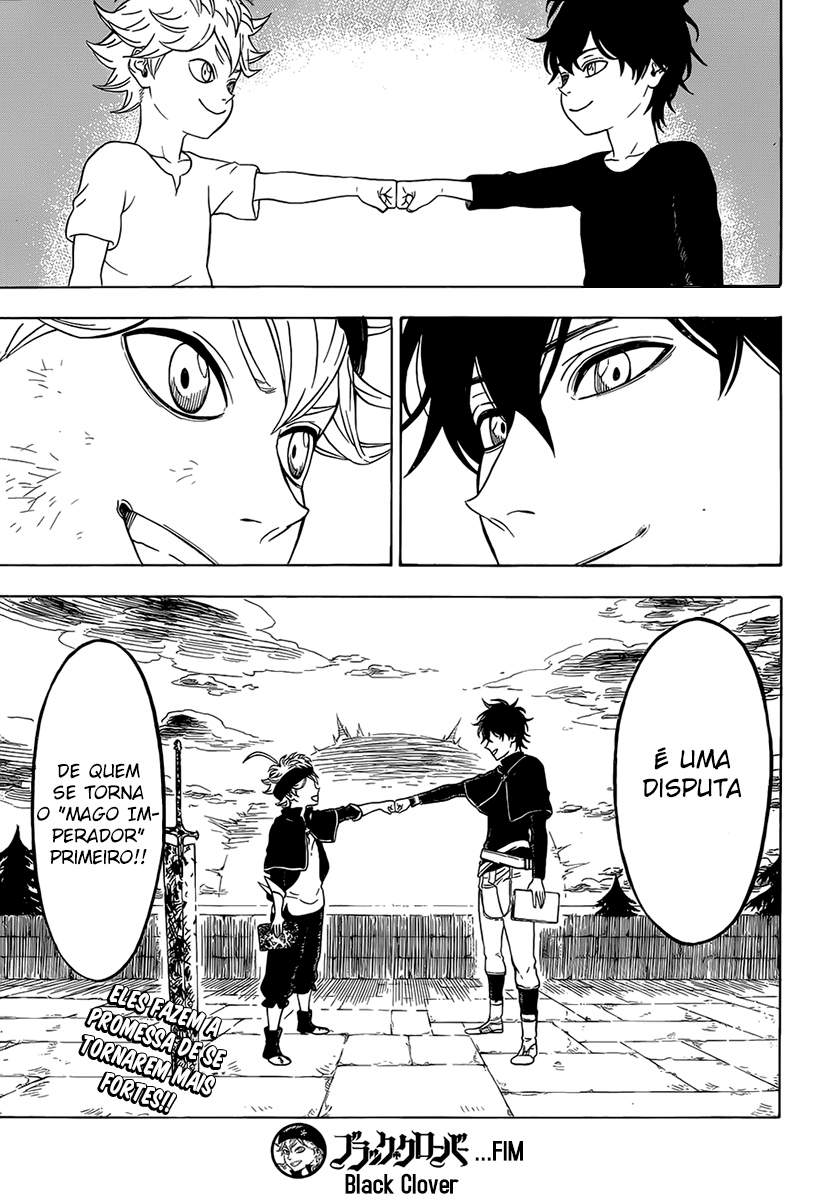 É UMA
DISPUTA
DE QUEM
SE TORNA
O "MAGO IM-
PERADOR"
PRIMEIRO!!
ELES FAZEM A
PROMESSA DE SE
TORNAREM MAIS
FORTES!!
ブラッククローバー ...FIM
Black Clover